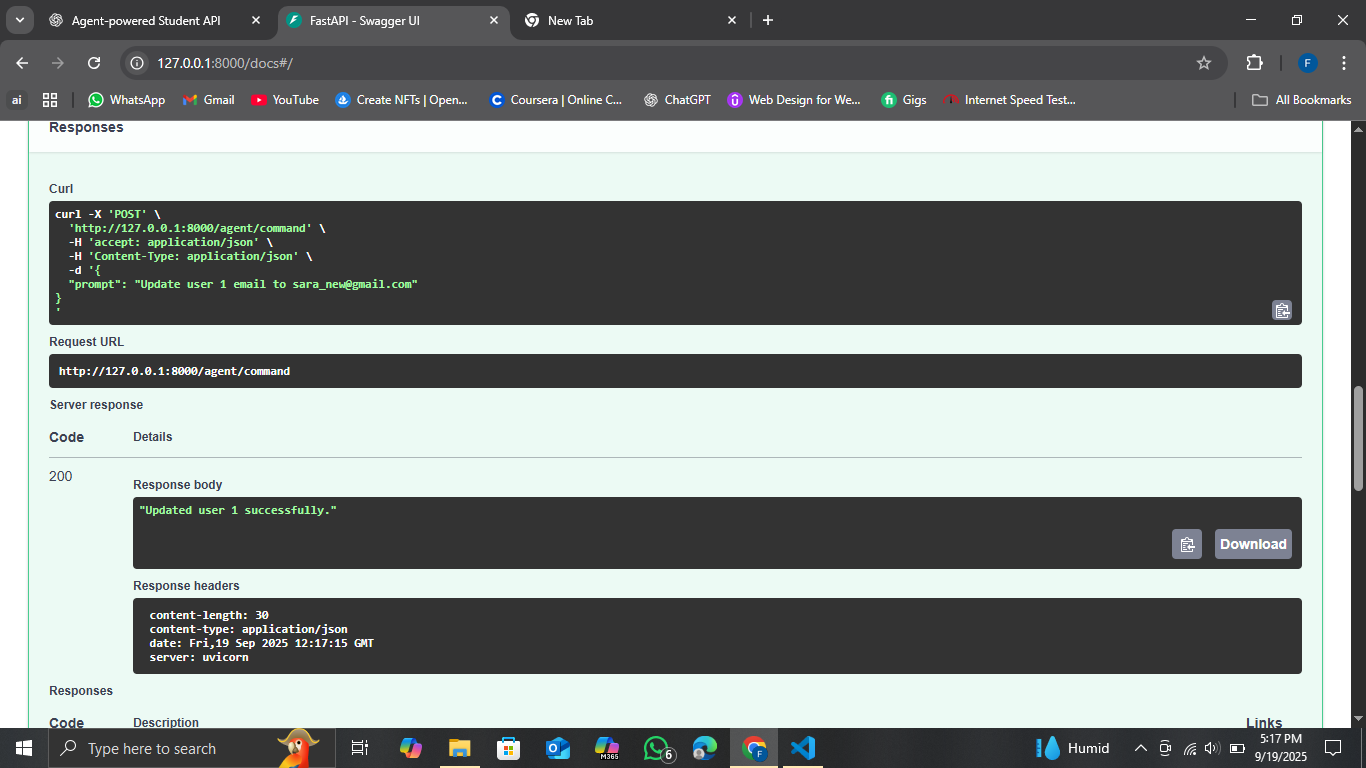 Agent-powered Student API
FastAPI - Swagger UI
New Tab
127.0.0.1:8000/docs#/
F
ai
WhatsApp
Gmail
YouTube
Create NFTs | Open...
Coursera | Online C...
ChatGPT
Web Design for We...
Gigs
Internet Speed Test...
All Bookmarks
Responses
Curl
curl -X 'POST' \
'http://127.0.0.1:8000/agent/command' \
-H 'accept: application/json' \
-H 'Content-Type: application/json' \
-d '{
"prompt": "Update user 1 email to sara_new@gmail.com"
}
'
Request URL
http://127.0.0.1:8000/agent/command
Server response
Code Details
200
Response body
"Updated user 1 successfully."
Download
Response headers
content-length: 30
content-type: application/json
date: Fri,19 Sep 2025 12:17:15 GMT
server: uvicorn
Responses
Code Description Links
Type here to search
M365
6
F
Humid
5:17 PM
9/19/2025